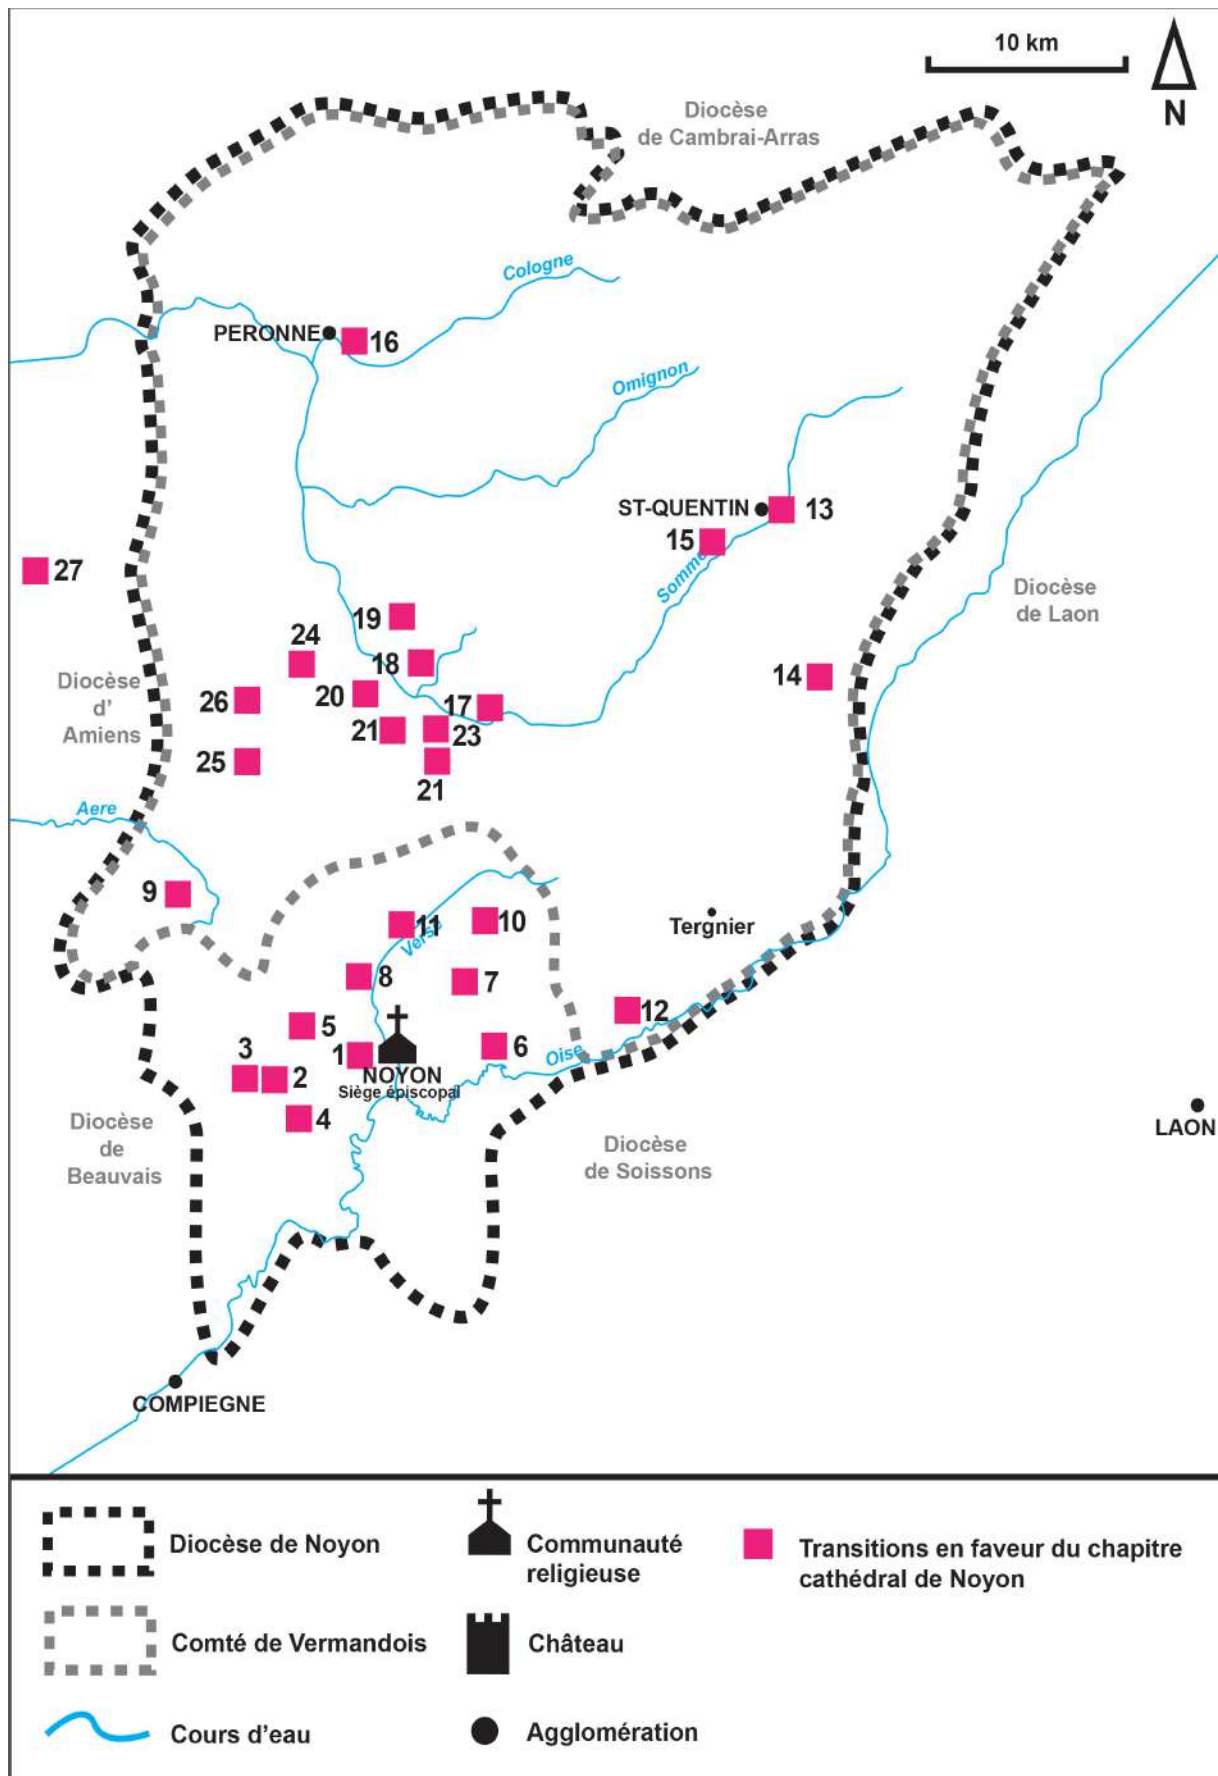 10 km
N
Diocèse
de Cambrai-Arras
Cologne
PERONNE
16
Omignon
ST-QUENTIN
13
15
Somme
27
Diocèse
de Laon
19
24
18
14
Diocèse
d'
Amiens
26
20
17
21
23
25
21
Aere
9
11
10
Verse
Tergnier
8
7
5
12
3
1
6
Oise
2
NOYON
Siège épiscopal
4
Diocèse
de
Beauvais
Diocèse
de Soissons
LAON
COMPIEGNE
Diocèse de Noyon
Communauté
religieuse
Transitions en faveur du chapitre
cathédral de Noyon
Comté de Vermandois
Château
Cours d'eau
Agglomération